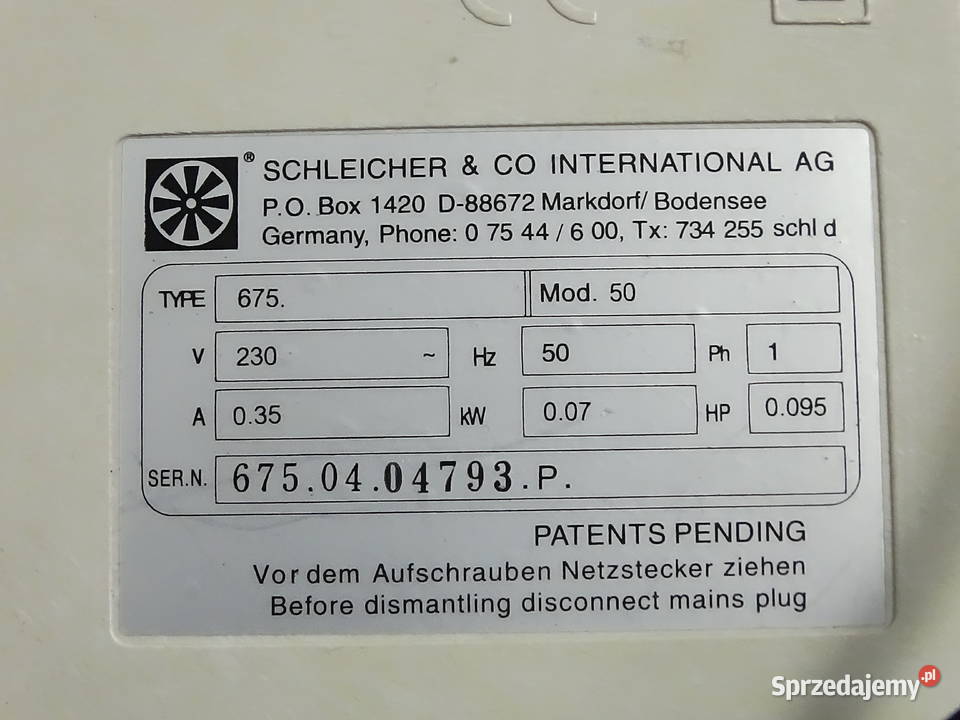 ® SCHLEICHER & CO INTERNATIONAL AG
P.O. Box 1420 D-88672 Markdorf/Bodensee
Germany, Phone: 0 75 44 / 6 00, Tx: 734 255 schl d
TYPE 675. Mod. 50
V 230 ~ Hz 50 Ph 1
A 0.35 kW 0.07 HP 0.095
SER.N. 675.04.04793.P.
PATENTS PENDING
Vor dem Aufschrauben Netzstecker ziehen
Before dismantling disconnect mains plug
Sprzedajemy.pl